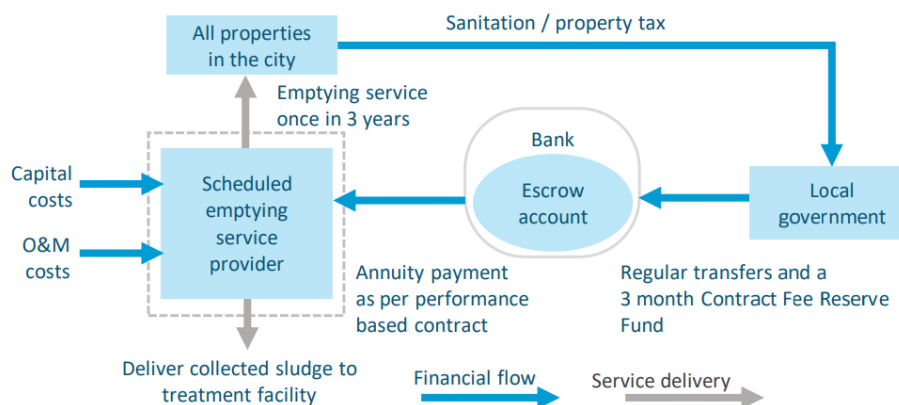 Sanitation / property tax
All properties
in the city
Emptying service
once in 3 years
Bank
Capital
costs
Scheduled
emptying
service
provider
Escrow
account
Local
government
O&M
costs
Annuity payment
as per performance
based contract
Regular transfers and a
3 month Contract Fee Reserve
Fund
Deliver collected sludge to
treatment facility
Financial flow
Service delivery